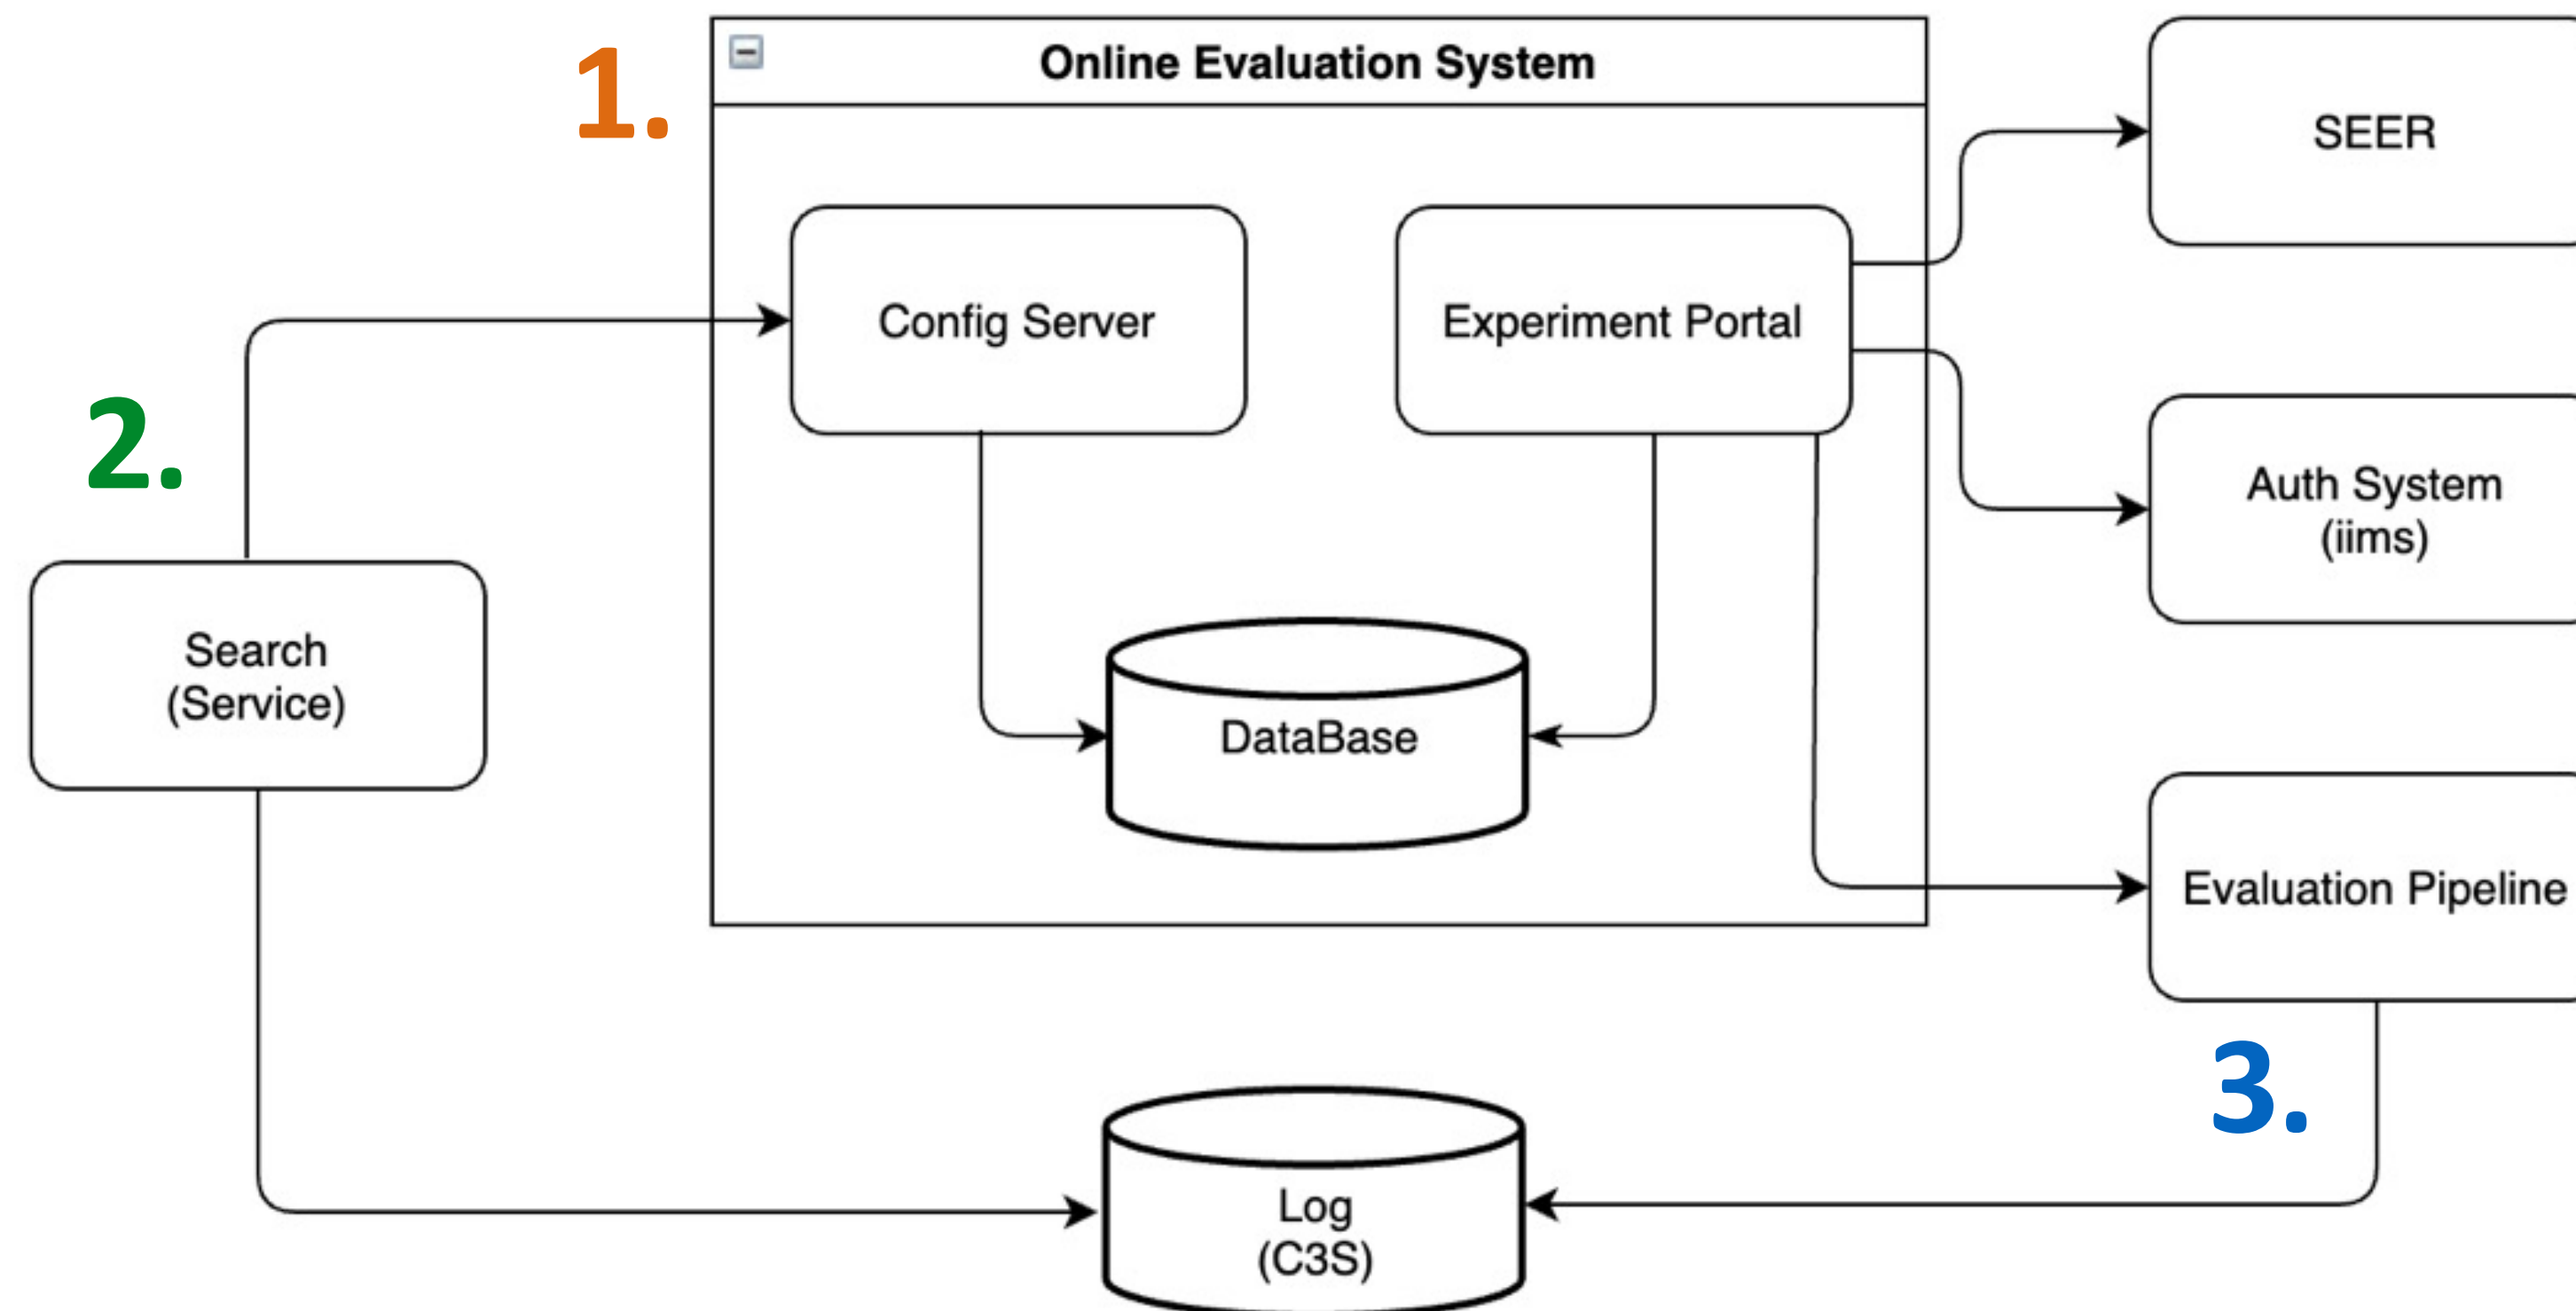 1.
Online Evaluation System
SEER
Config Server
Experiment Portal
2.
Auth System
(iims)
Search
(Service)
DataBase
Evaluation Pipeline
3.
Log
(C3S)